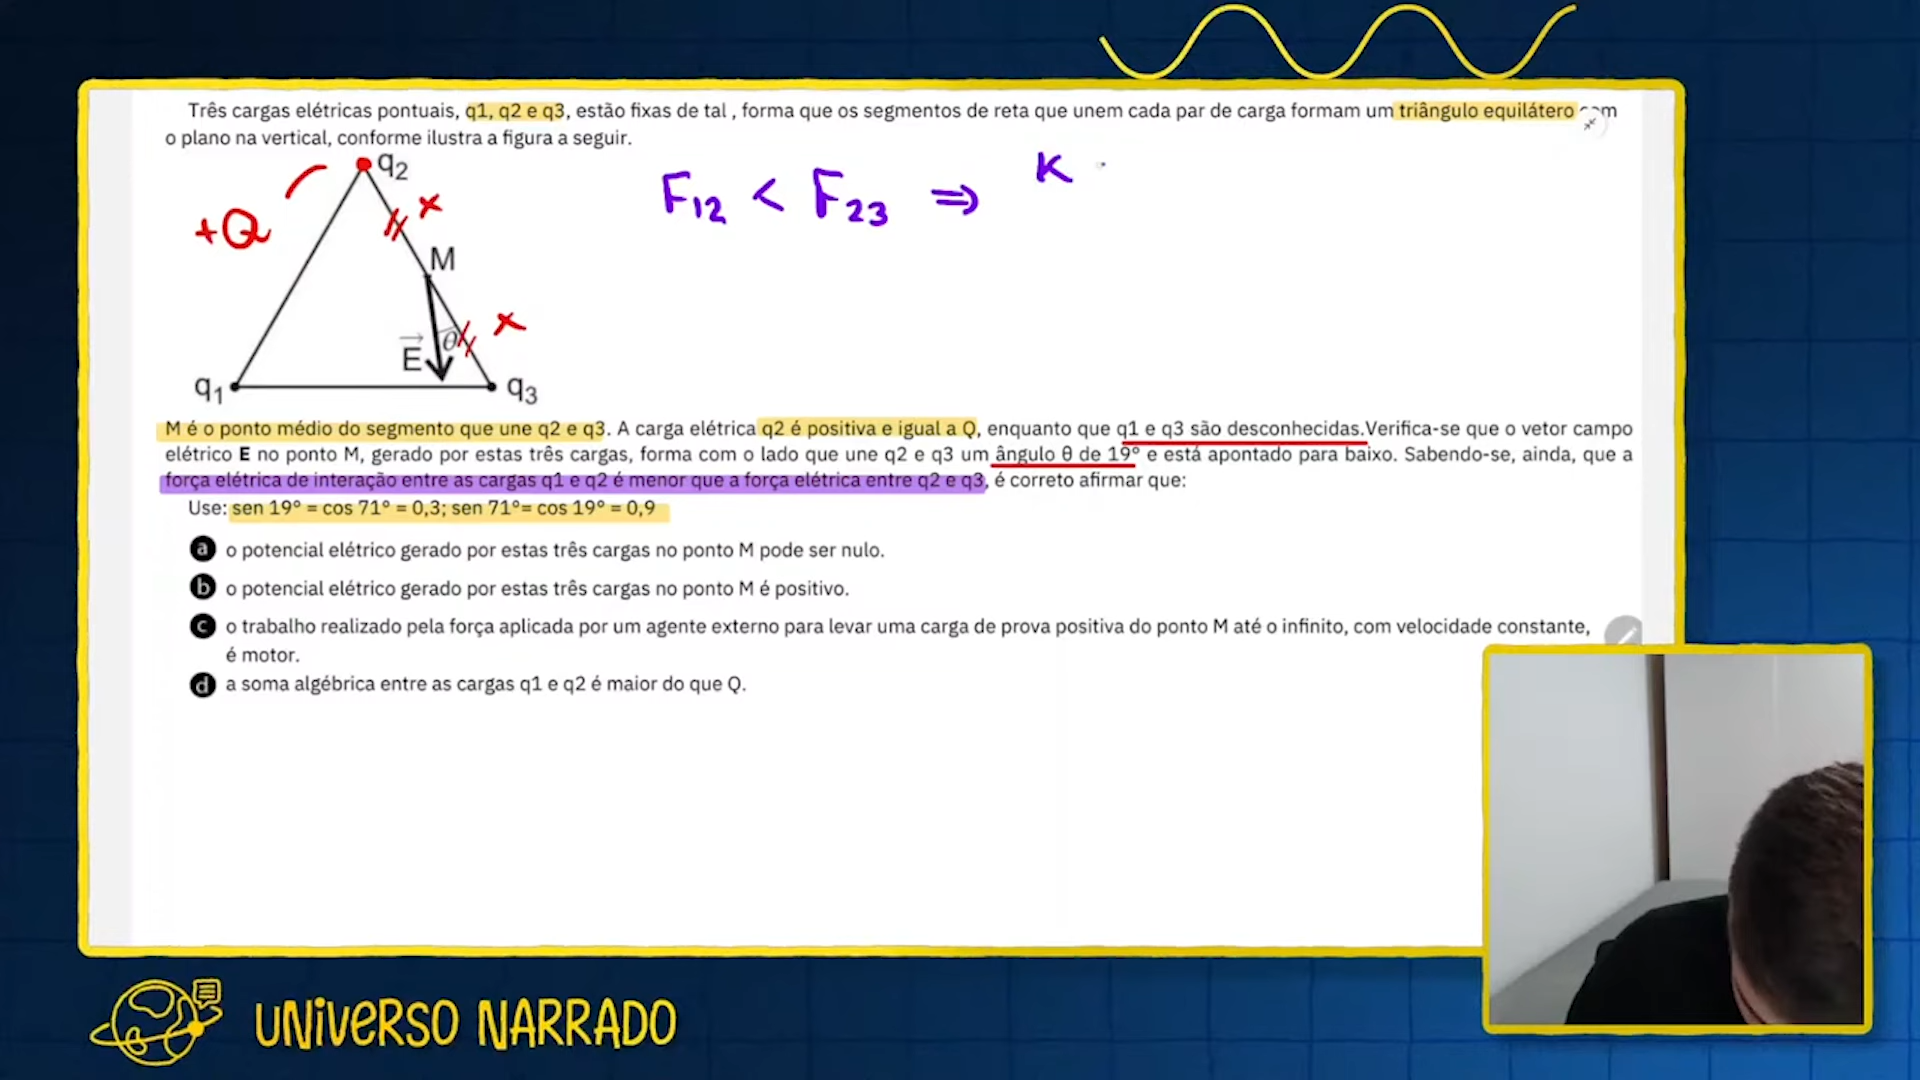 Três cargas elétricas pontuais, q1, q2 e q3, estão fixas de tal , forma que os segmentos de reta que unem cada par de carga formam um triângulo equilátero com
o plano na vertical, conforme ilustra a figura a seguir.
q2
+Q
x
M
x
E
θ
q1
q3
F12 < F23 ⇒ K
M é o ponto médio do segmento que une q2 e q3. A carga elétrica q2 é positiva e igual a Q, enquanto que q1 e q3 são desconhecidas.Verifica-se que o vetor campo
elétrico E no ponto M, gerado por estas três cargas, forma com o lado que une q2 e q3 um ângulo θ de 19° e está apontado para baixo. Sabendo-se, ainda, que a
força elétrica de interação entre as cargas q1 e q2 é menor que a força elétrica entre q2 e q3, é correto afirmar que:
Use: sen 19° = cos 71° = 0,3; sen 71°= cos 19° = 0,9
a o potencial elétrico gerado por estas três cargas no ponto M pode ser nulo.
b o potencial elétrico gerado por estas três cargas no ponto M é positivo.
c o trabalho realizado pela força aplicada por um agente externo para levar uma carga de prova positiva do ponto M até o infinito, com velocidade constante,
é motor.
d a soma algébrica entre as cargas q1 e q2 é maior do que Q.
UNIVERSO NARRADO